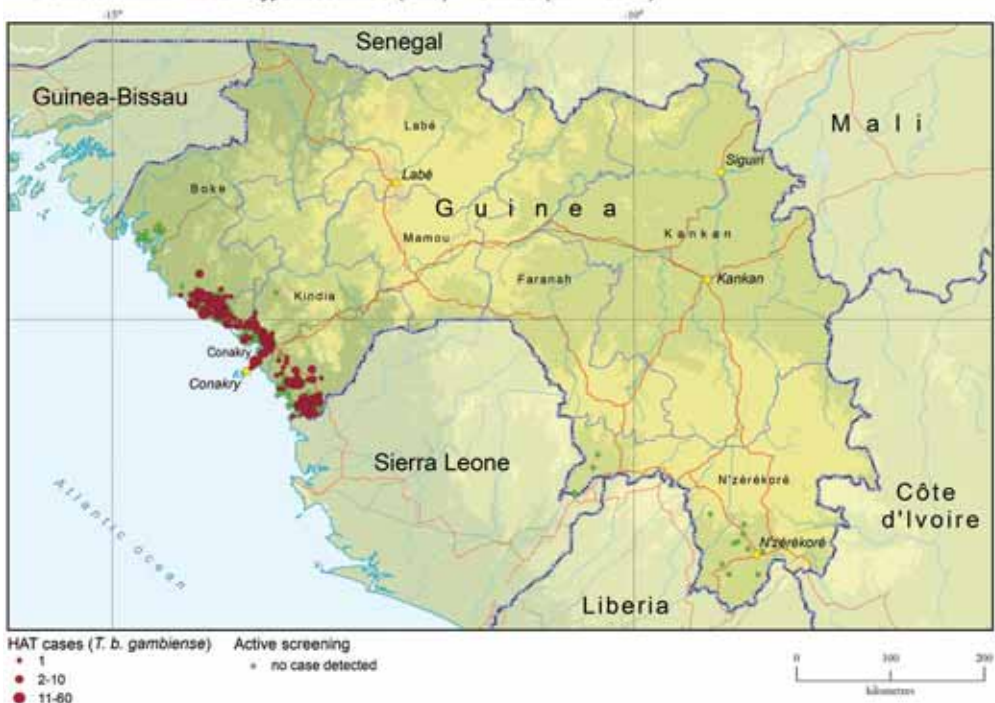 -15°
-10°
Senegal
Guinea-Bissau
Mali
Labé
Siguiri
Labé
Boke
Guinea
Kankan
Mamou
Kankan
Faranah
Kindia
Conakry
Conakry
Sierra Leone
N'zérékoré
Côte
d'Ivoire
Atlantic ocean
N'zérékoré
Liberia
HAT cases (T. b. gambiense)
1
2-10
11-60
Active screening
no case detected
0 100 200
kilometres